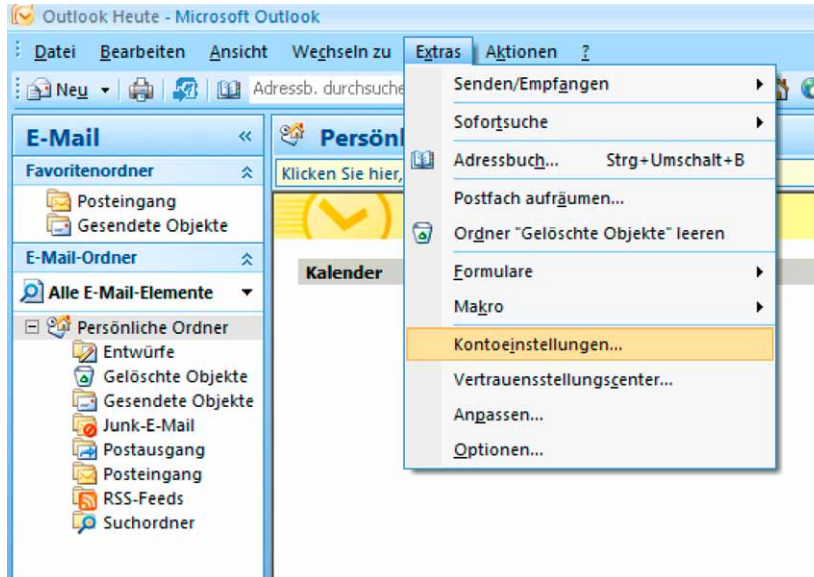 Outlook Heute - Microsoft Outlook
Datei Bearbeiten Ansicht Wechseln zu Extras Aktionen ?
Neu Adressb. durchsuche
E-Mail «
Favoritenordner
Posteingang
Gesendete Objekte
E-Mail-Ordner
Alle E-Mail-Elemente
Persönliche Ordner
Entwürfe
Gelöschte Objekte
Gesendete Objekte
Junk-E-Mail
Postausgang
Posteingang
RSS-Feeds
Suchordner
Persönl
Klicken Sie hier,
Kalender
Senden/Empfangen
Sofortsuche
Adressbuch... Strg+Umschalt+B
Postfach aufräumen...
Ordner "Gelöschte Objekte" leeren
Formulare
Makro
Kontoeinstellungen...
Vertrauensstellungscenter...
Anpassen...
Optionen...